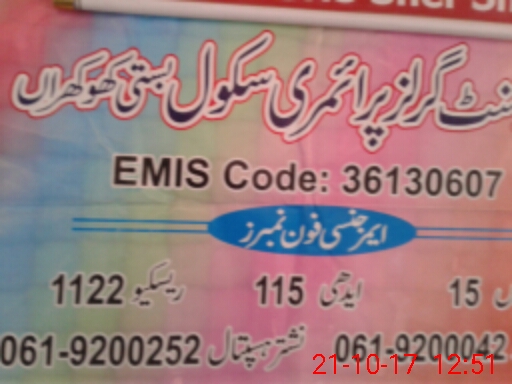 گرلز پرائمری سکول بستی کھوکھراں
EMIS Code: 36130607
ایمرجنسی فون نمبرز
15 ایدھی 115 ریسکیو 1122
061-9200042 نشتر ہسپتال 061-9200252
21-10-17 12:51